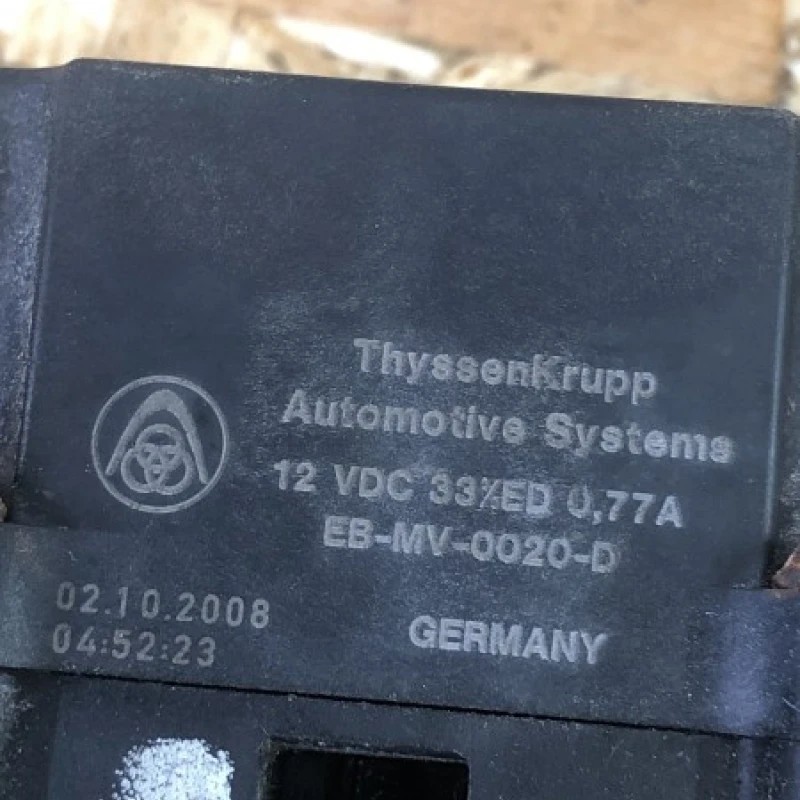 ThyssenKrupp
Automotive Systems
12 VDC 33%ED 0,77A
EB-MV-0020-D
GERMANY
02.10.2008
04:52:23